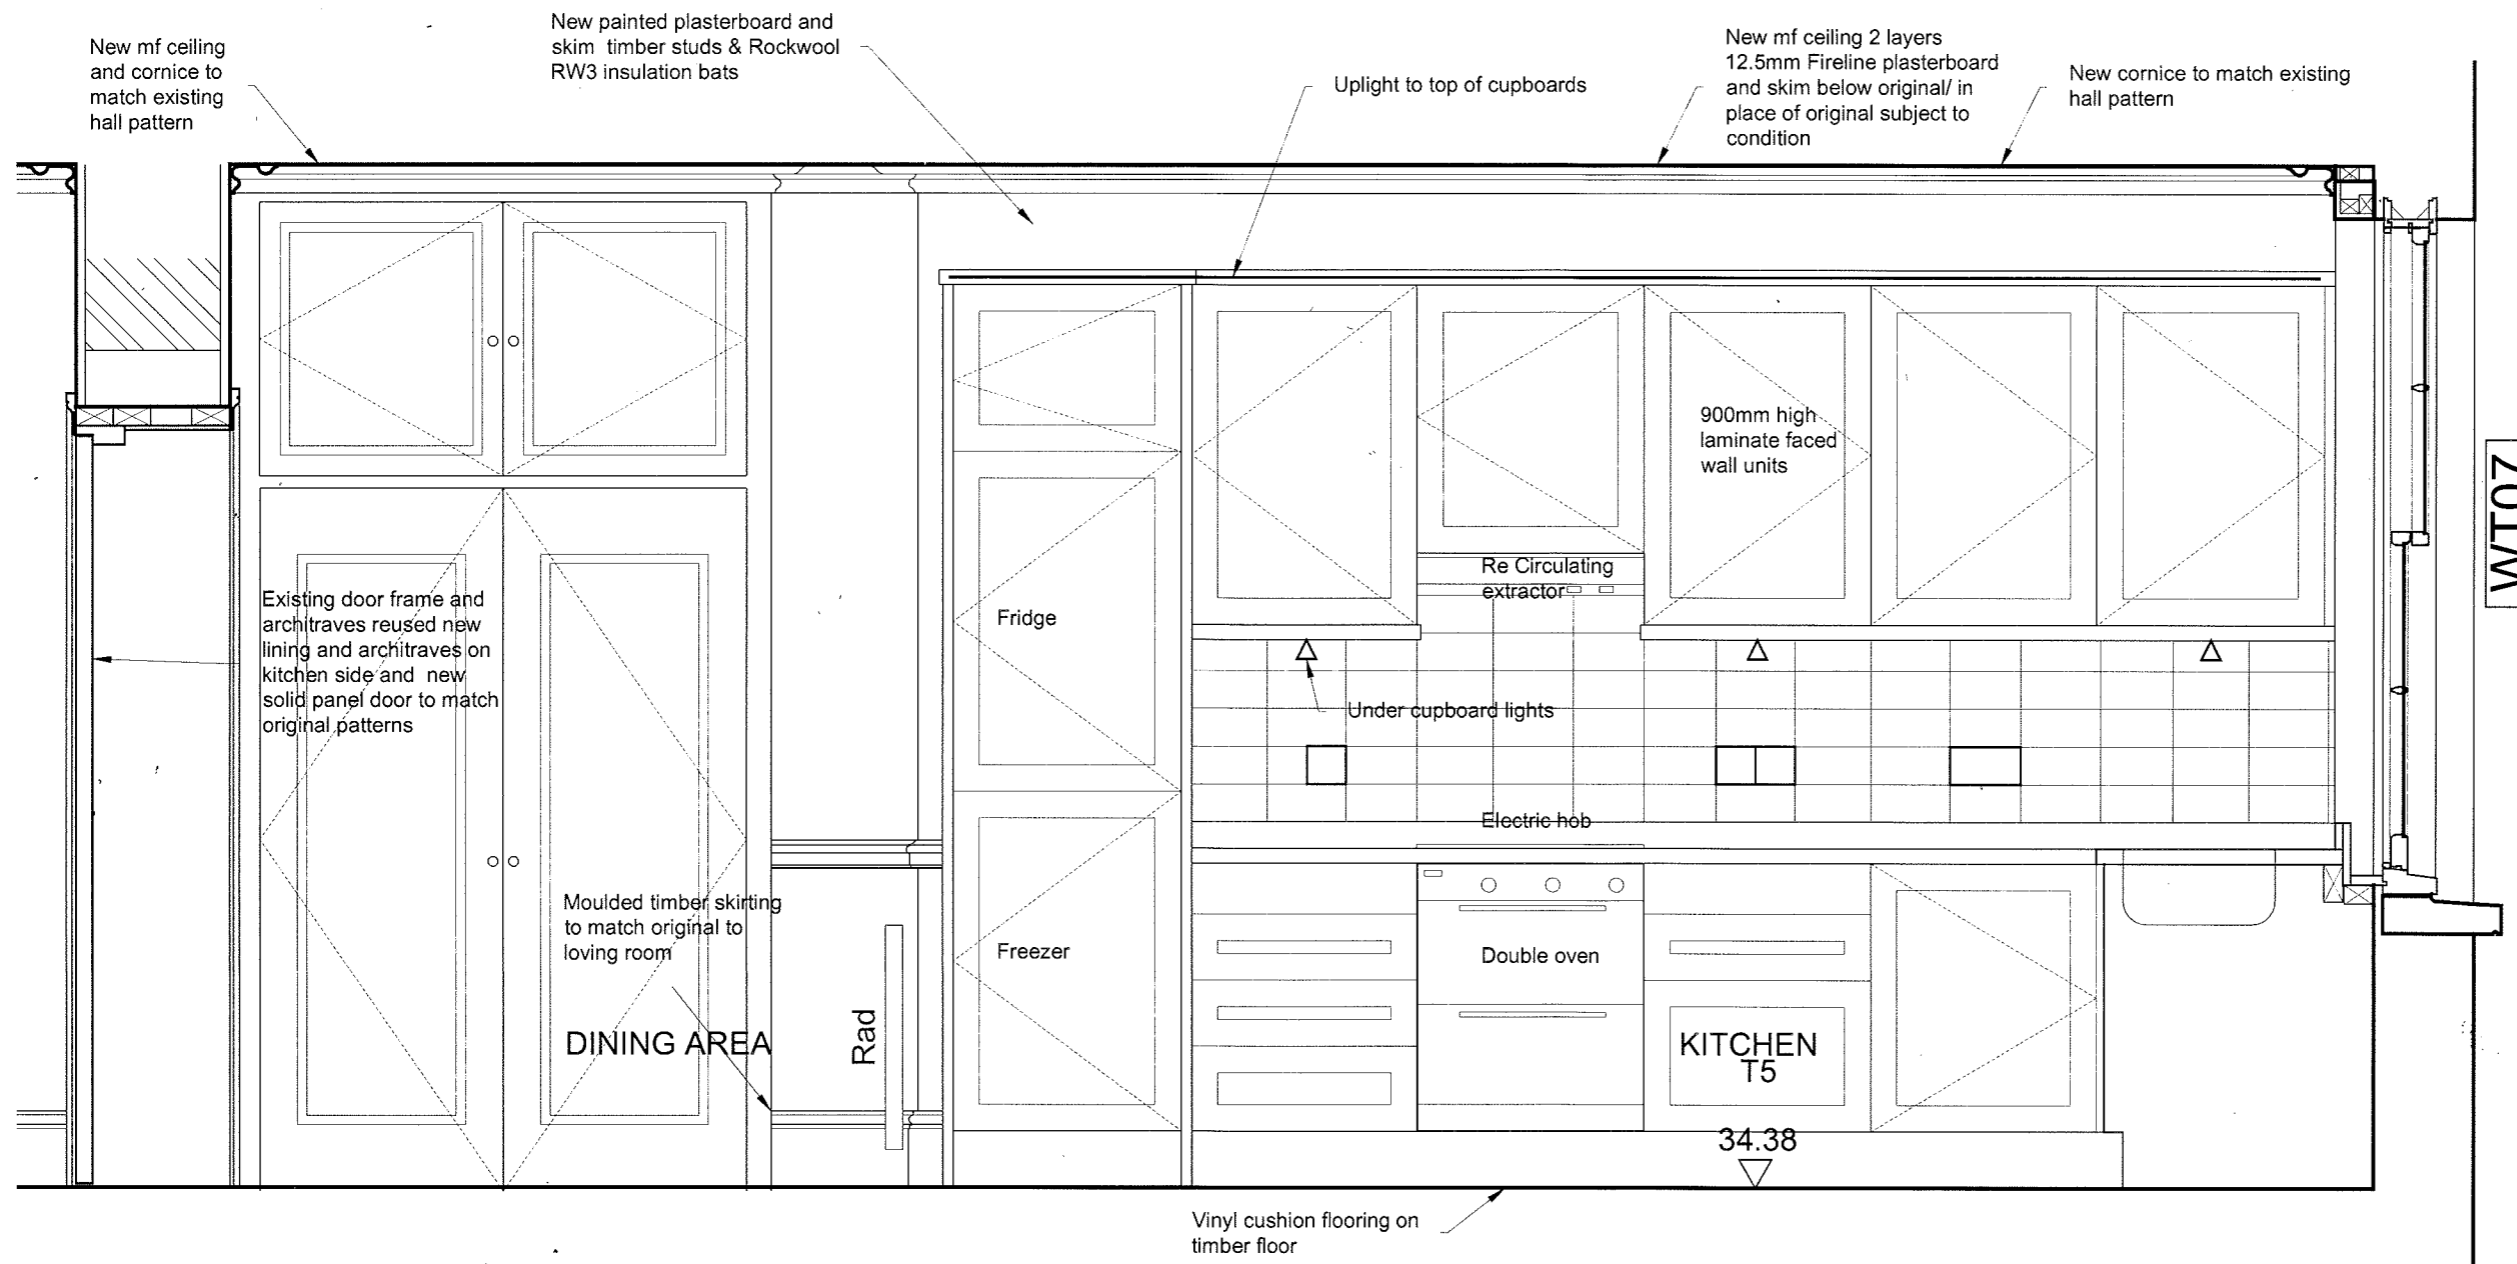 New mf ceiling
and cornice to
match existing
hall pattern
New painted plasterboard and
skim timber studs & Rockwool
RW3 insulation bats
Uplight to top of cupboards
New mf ceiling 2 layers
12.5mm Fireline plasterboard
and skim below original/ in
place of original subject to
condition
New cornice to match existing
hall pattern
900mm high
laminate faced
wall units
WT07
Re Circulating
extractor
Existing door frame and
architraves reused new
lining and architraves on
kitchen side and new
solid panel door to match
original patterns
Fridge
Under cupboard lights
Electric hob
Moulded timber skirting
to match original to
loving room
Freezer
Double oven
DINING AREA
Rad
KITCHEN
T5
34.38
Vinyl cushion flooring on
timber floor